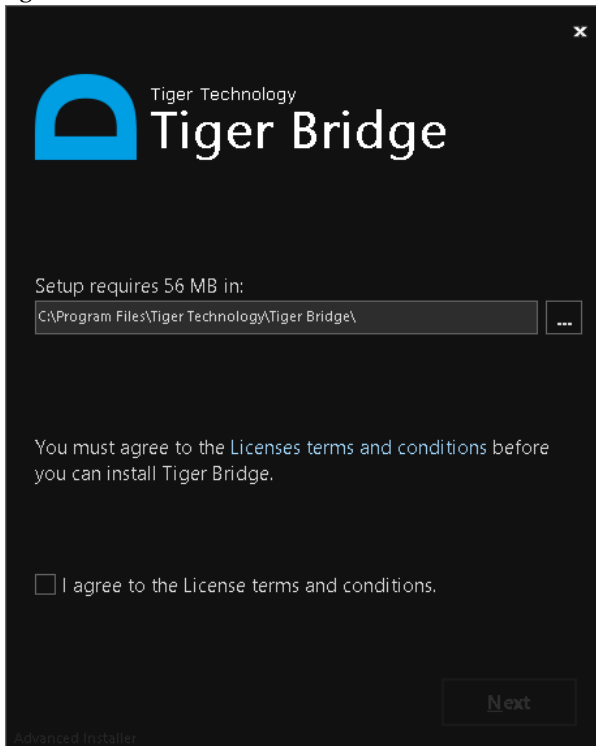 x
Tiger Technology
Tiger Bridge
Setup requires 56 MB in:
C:\Program Files\Tiger Technology\Tiger Bridge\
...
You must agree to the Licenses terms and conditions before
you can install Tiger Bridge.
I agree to the License terms and conditions.
Next
Advanced Installer